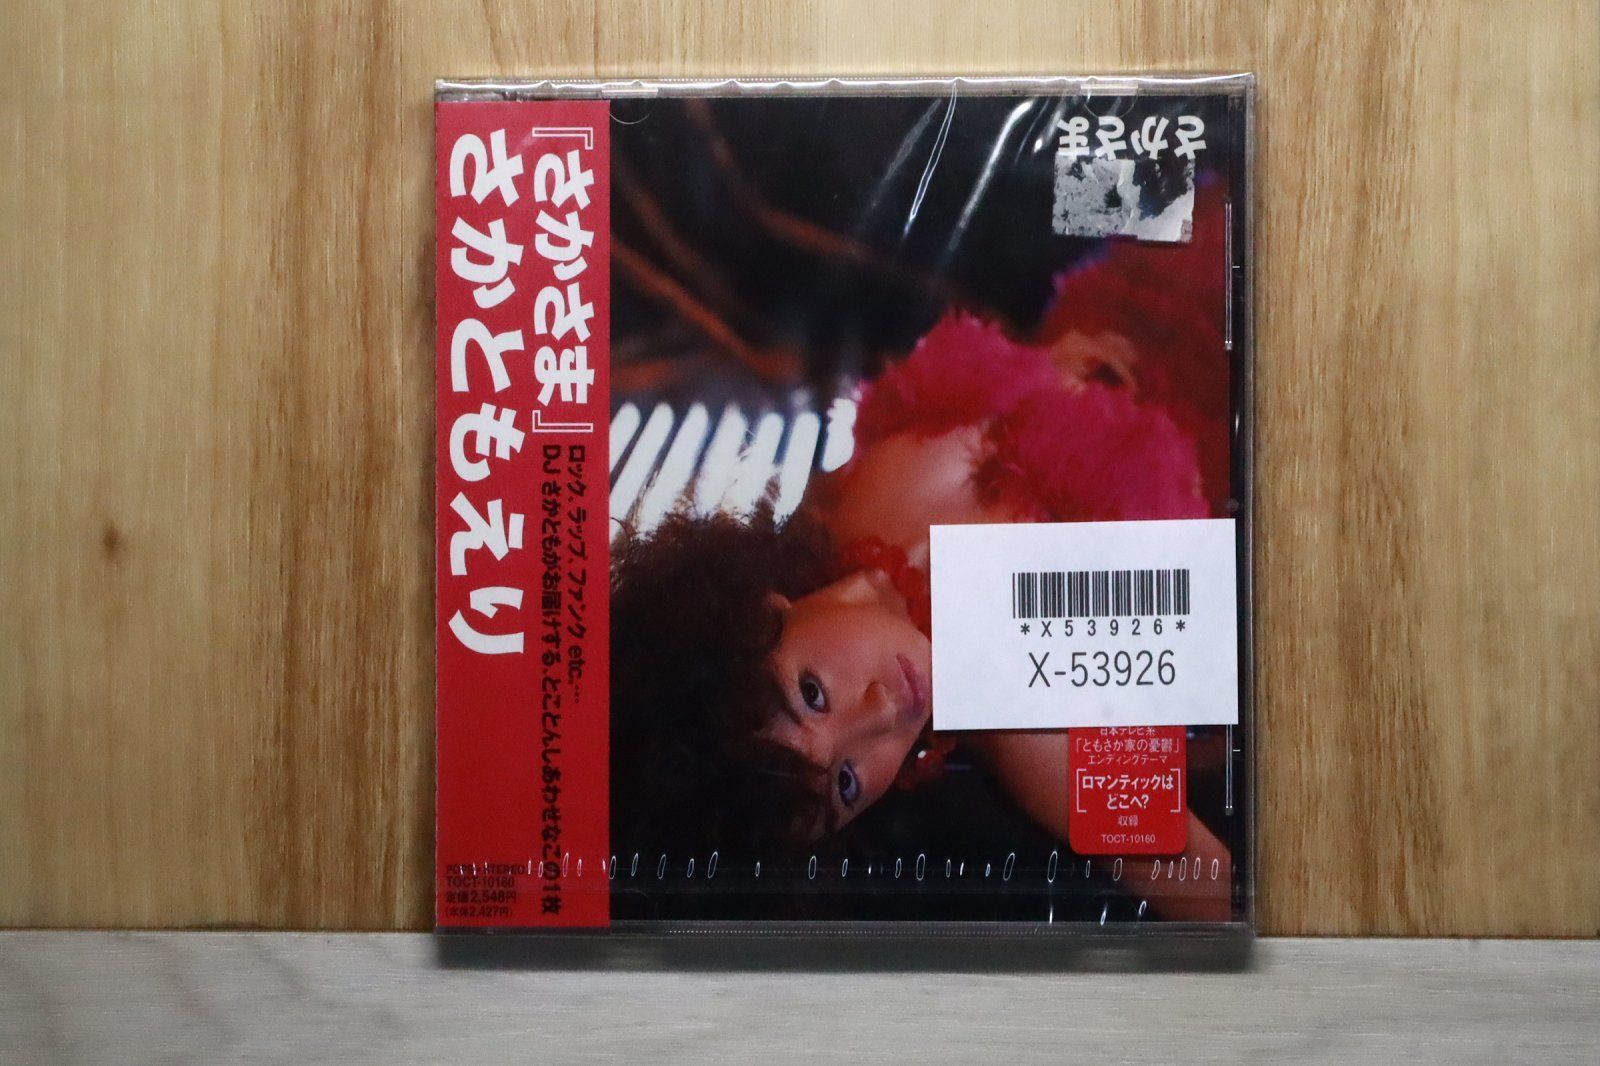 『さかさま』
さかともえり
ロック、ラップ、ファンク etc.…
DJ さかともがお届けする、とことんしあわせなこの1枚
TOCT-10160
定価2,548円
(本体2,427円)
さかさま
*X53926*
X-53926
日本テレビ系
「ともさか家の憂鬱」
エンディングテーマ
ロマンティックは
どこへ?
収録
TOCT-10160